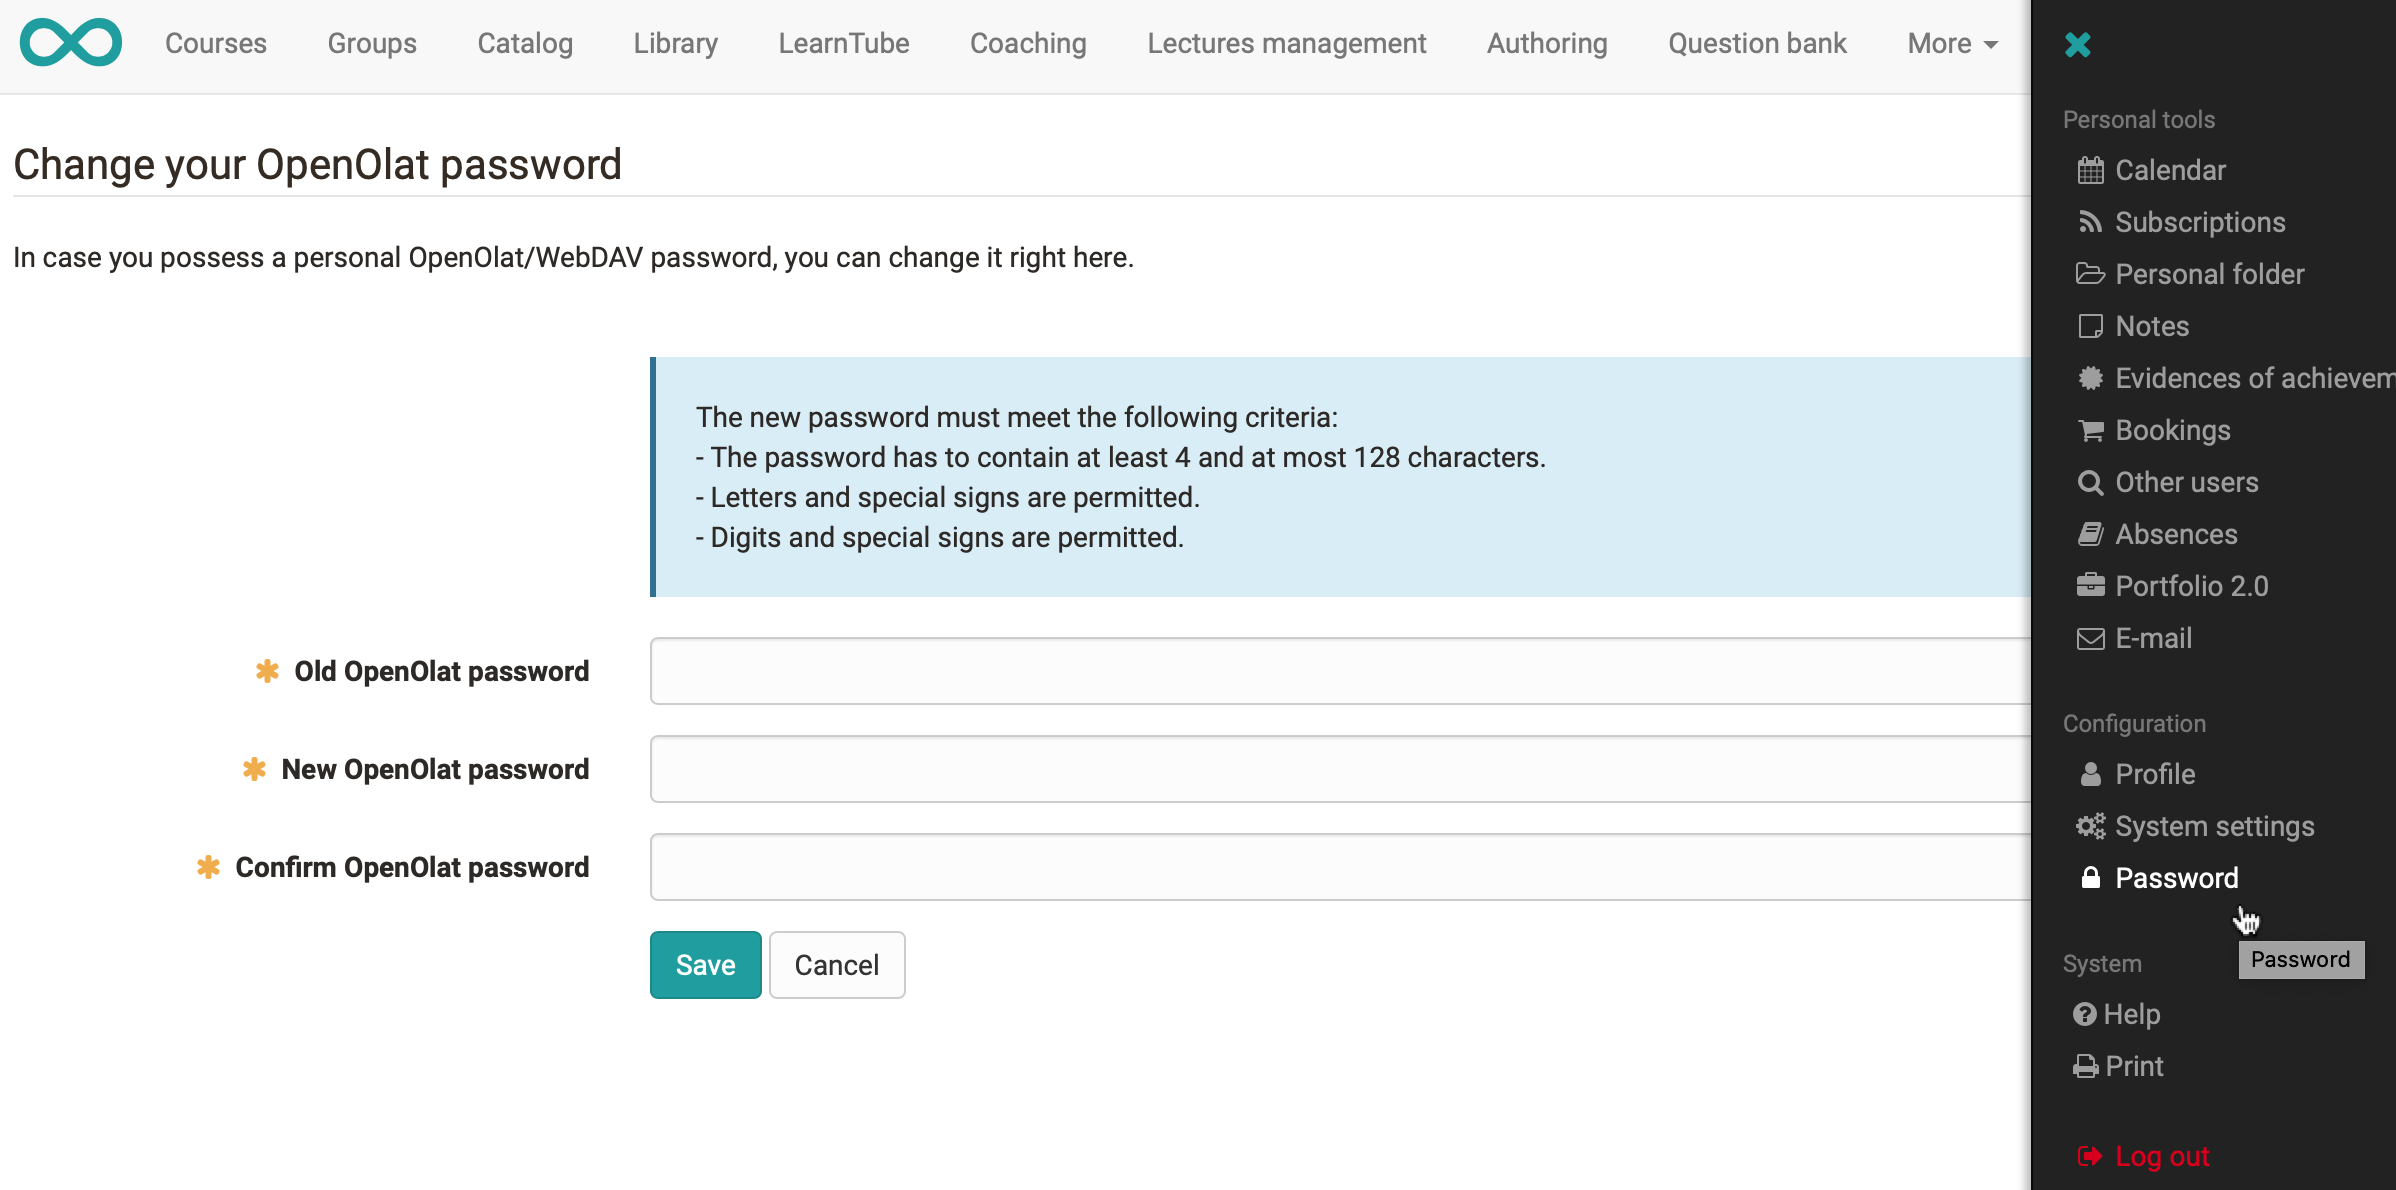 Courses Groups Catalog Library LearnTube Coaching Lectures management Authoring Question bank More
Change your OpenOlat password
In case you possess a personal OpenOlat/WebDAV password, you can change it right here.
The new password must meet the following criteria:
- The password has to contain at least 4 and at most 128 characters.
- Letters and special signs are permitted.
- Digits and special signs are permitted.
Old OpenOlat password
New OpenOlat password
Confirm OpenOlat password
Save Cancel
Personal tools
Calendar
Subscriptions
Personal folder
Notes
Evidences of achievem
Bookings
Other users
Absences
Portfolio 2.0
E-mail
Configuration
Profile
System settings
Password
Password
System
Help
Print
Log out